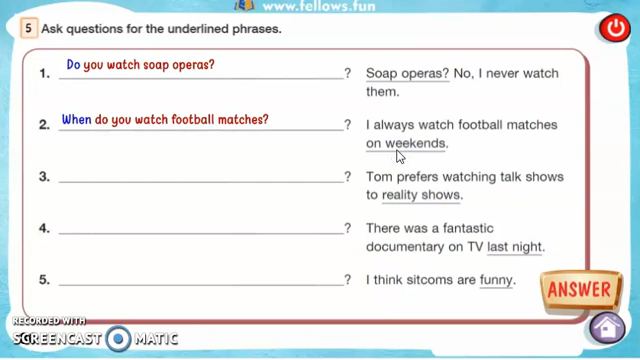 www.fellows.fun
5 Ask questions for the underlined phrases.
1. Do you watch soap operas? ? Soap operas? No, I never watch
them.
2. When do you watch football matches? ? I always watch football matches
on weekends.
3. ? Tom prefers watching talk shows
to reality shows.
4. ? There was a fantastic
documentary on TV last night.
5. ? I think sitcoms are funny.
ANSWER
RECORDED WITH
SCREENCAST MATIC